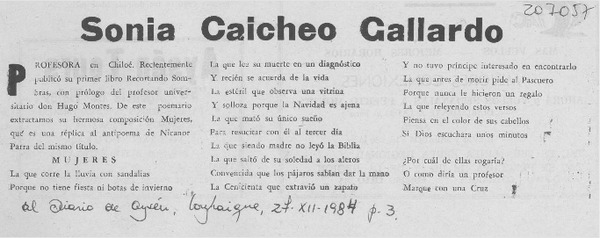 207057
Sonia Caicheo Gallardo
PROFESORA en Chiloé. Recientemente
publicó su primer libro Recortando Som-
bras, con prólogo del profesor univer-
sitario don Hugo Montes. De este poemario
extractamos su hermosa composición Mujeres,
que es una réplica al antipoema de Nicanor
Parra del mismo título.
MUJERES
La que corre la lluvia con sandalias
Porque no tiene fiesta ni botas de invierno
La que lee su muerte en un diagnóstico
Y recién se acuerda de la vida
La estéril que observa una vitrina
Y solloza porque la Navidad es ajena
La que mató su único sueño
Para resucitar con él al tercer día
La que siendo madre no leyó la Biblia
La que saltó de su soledad a los aleros
Convencida que los pájaros sabían dar la mano
La Cenicienta que extravió un zapato
Y no tuvo príncipe interesado en encontrarlo
La que antes de morir pide al Pascuero
Porque nunca le hicieron un regalo
La que releyendo estos versos
Piensa en el color de sus cabellos
Si Dios escuchara unos minutos
¿Por cuál de ellas rogaría?
O como diría un profesor
Marque con una Cruz
El Diario de Aysén, Coyhaique, 27-XII-1984 p. 3.